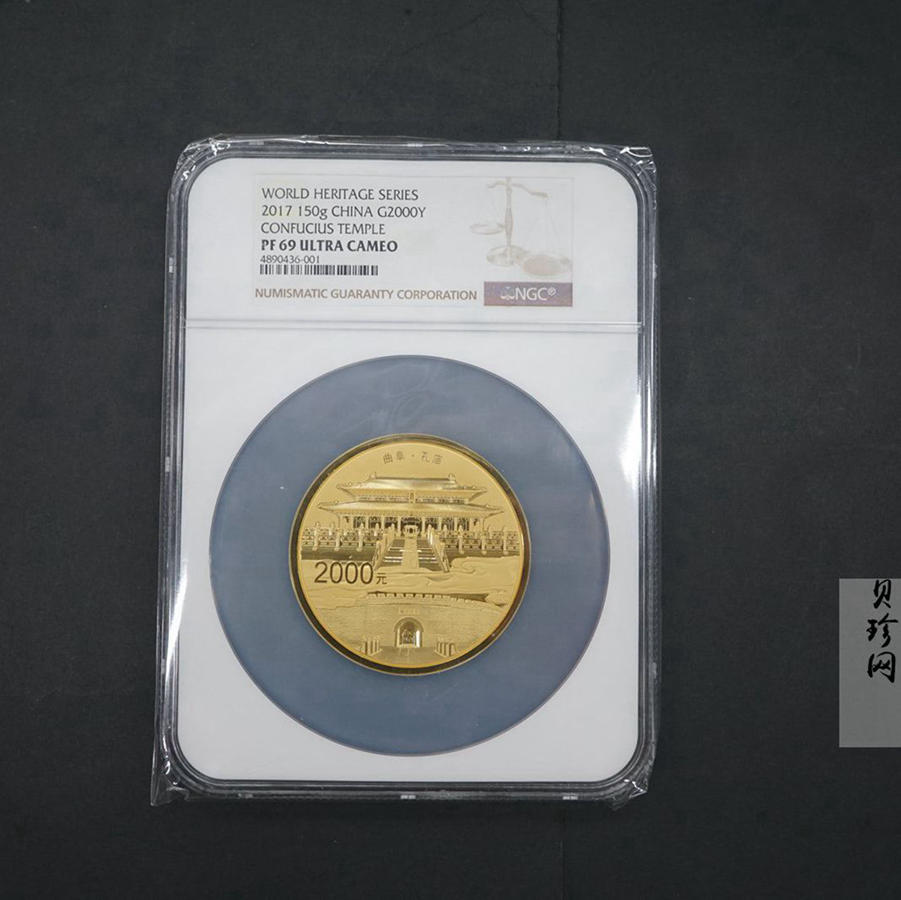 WORLD HERITAGE SERIES
2017 150g CHINA G2000Y
CONFUCIUS TEMPLE
PF 69 ULTRA CAMEO
4890436-001
NUMISMATIC GUARANTY CORPORATION
NGC®
曲阜·孔庙
2000元
贝珍网